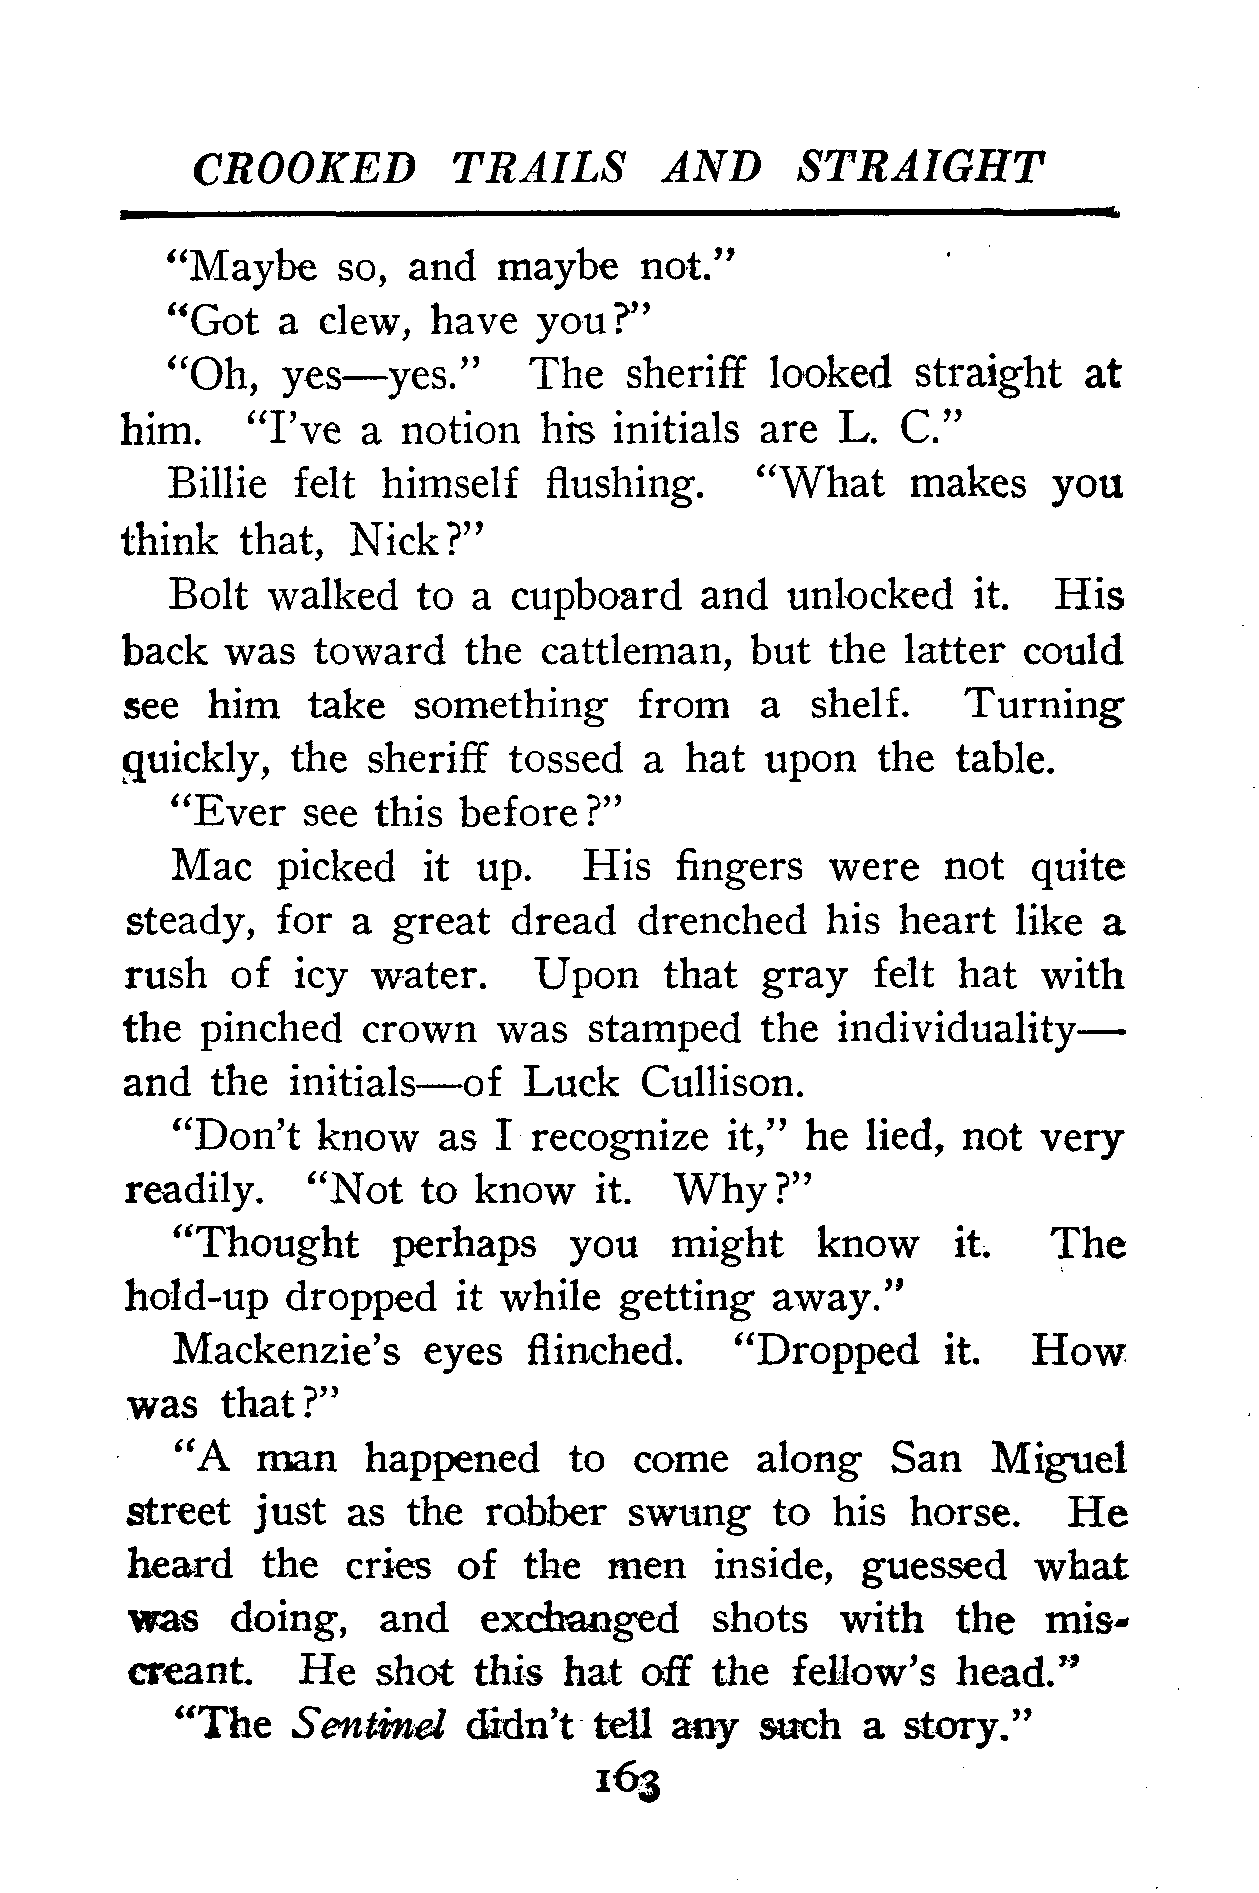 CROOKED TRAILS AND STRAIGHT
"Maybe so, and maybe not."
"Got a clew, have you?"
"Oh, yes—yes." The sheriff looked straight at
him. "I've a notion his initials are L. C."
Billie felt himself flushing. "What makes you
think that, Nick?"
Bolt walked to a cupboard and unlocked it. His
back was toward the cattleman, but the latter could
see him take something from a shelf. Turning
quickly, the sheriff tossed a hat upon the table.
"Ever see this before?"
Mac picked it up. His fingers were not quite
steady, for a great dread drenched his heart like a
rush of icy water. Upon that gray felt hat with
the pinched crown was stamped the individuality—
and the initials—of Luck Cullison.
"Don't know as I recognize it," he lied, not very
readily. "Not to know it. Why?"
"Thought perhaps you might know it. The
hold-up dropped it while getting away."
Mackenzie's eyes flinched. "Dropped it. How
was that?"
"A man happened to come along San Miguel
street just as the robber swung to his horse. He
heard the cries of the men inside, guessed what
was doing, and exchanged shots with the mis-
creant. He shot this hat off the fellow's head."
"The Sentinel didn't tell any such a story."
163